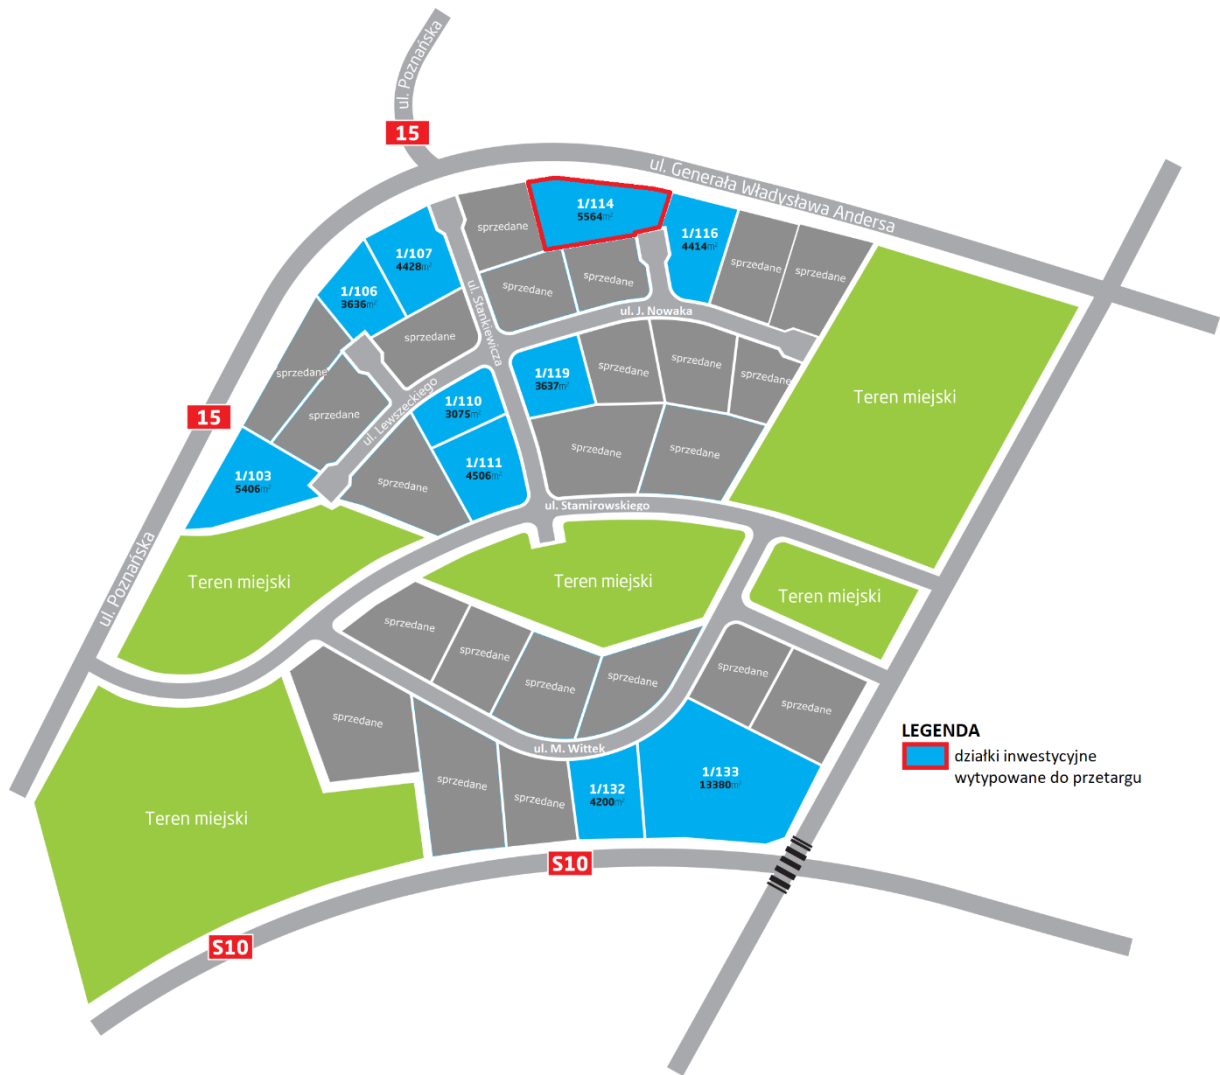 ul. Poznańska
15
ul. Generała Władysława Andersa
1/114
5564m²
sprzedane
1/116
4414m²
1/107
4428m²
sprzedane
sprzedane
sprzedane
sprzedane
1/106
3636m²
ul. Stankiewicza
ul. J. Nowaka
sprzedane
sprzedane
1/119
3637m²
sprzedane
sprzedane
sprzedane
Teren miejski
15
sprzedane
ul. Lewszeckiego
1/110
3075m²
sprzedane
sprzedane
1/103
5406m²
1/111
4506m²
sprzedane
ul. Stamirowskiego
ul. Poznańska
Teren miejski
Teren miejski
Teren miejski
sprzedane
sprzedane
sprzedane
sprzedane
sprzedane
sprzedane
sprzedane
LEGENDA
działki inwestycyjne
wytypowane do przetargu
ul. M. Wittek
sprzedane
sprzedane
1/132
4200m²
1/133
13380m²
Teren miejski
S10
S10